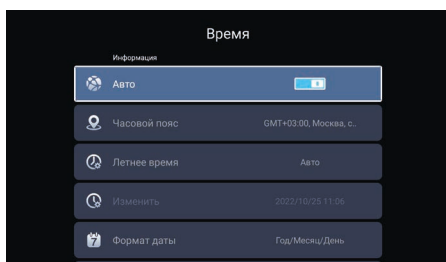 Время
Информация
Авто
Часовой пояс GMT+03:00, Москва, с..
Летнее время Авто
Изменить 2022/10/25 11:06
Формат даты Год/Месяц/День